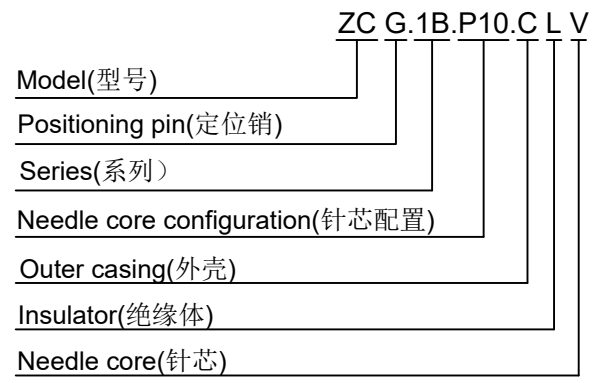 ZC G.1B.P10.C L V
Model(型号)
Positioning pin(定位销)
Series(系列）
Needle core configuration(针芯配置)
Outer casing(外壳)
Insulator(绝缘体)
Needle core(针芯)